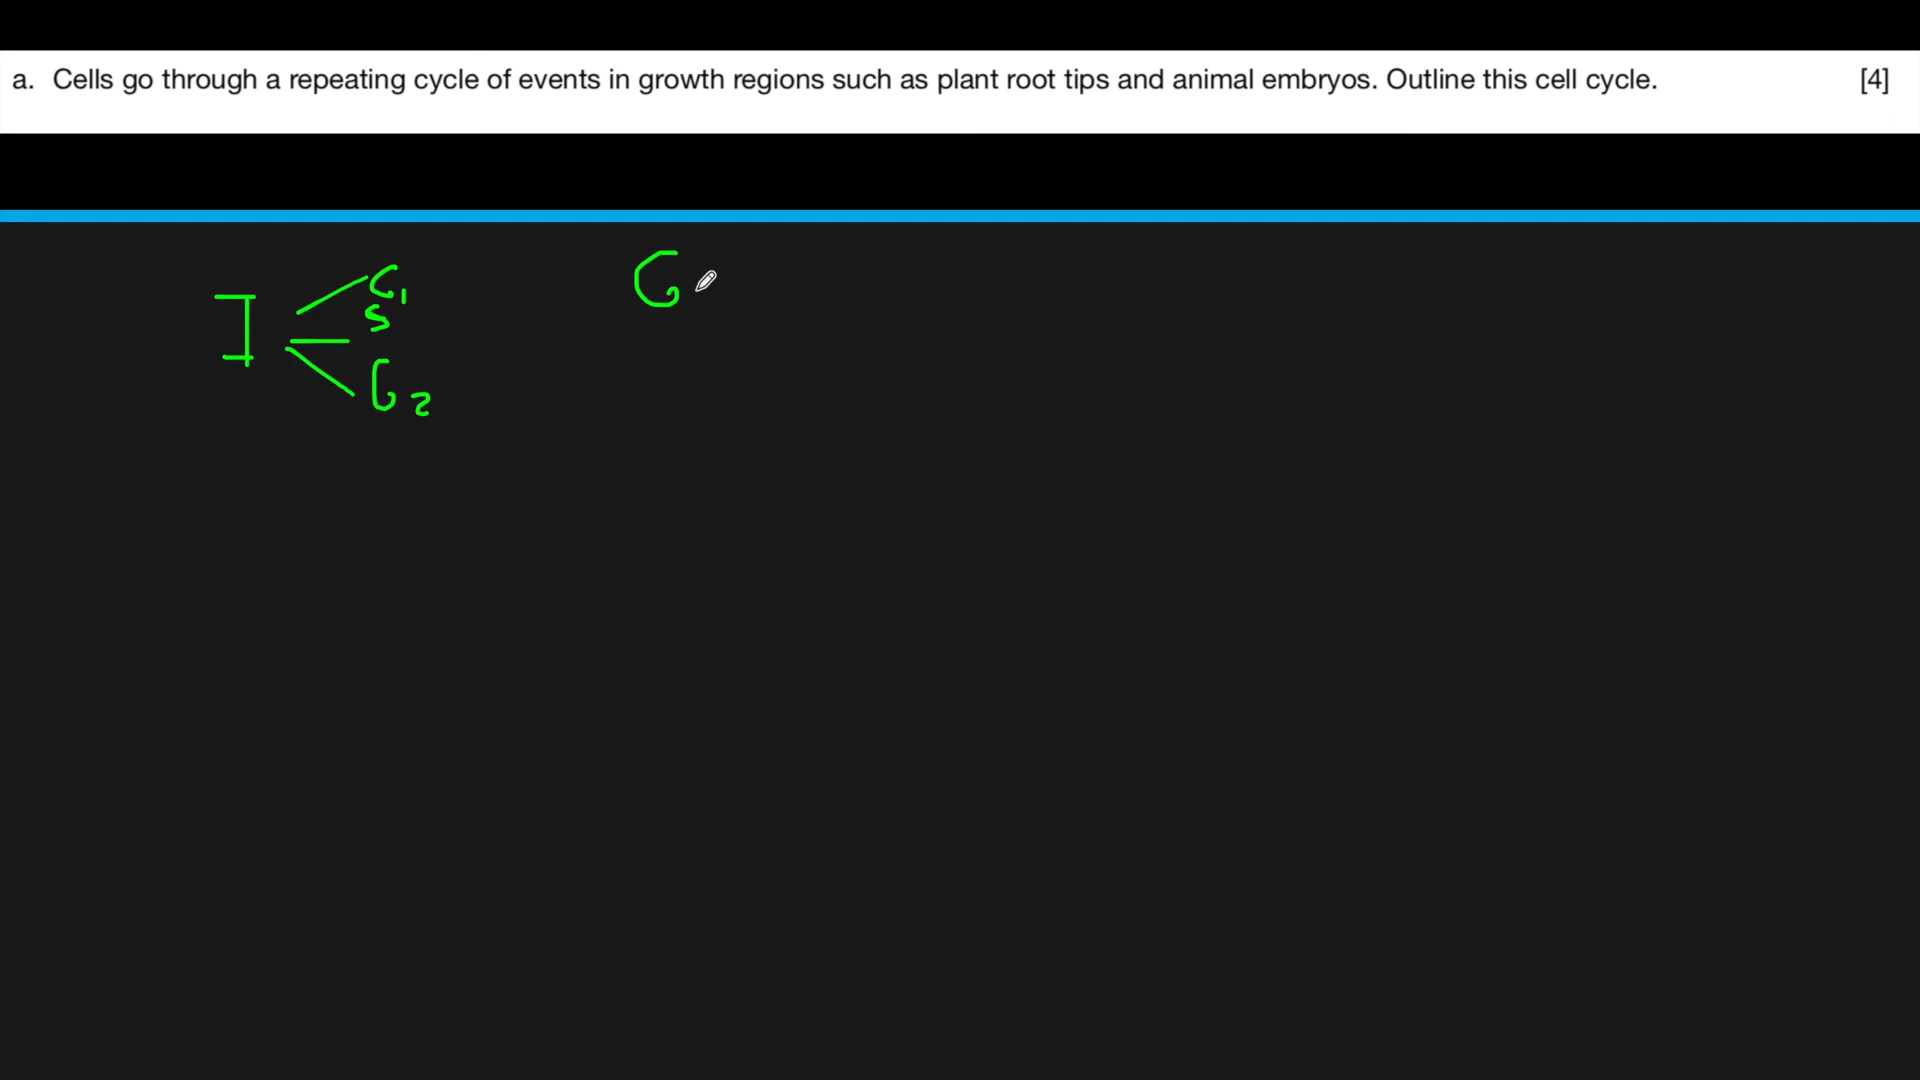 a. Cells go through a repeating cycle of events in growth regions such as plant root tips and animal embryos. Outline this cell cycle. [4]
G
G1
I
S
G2